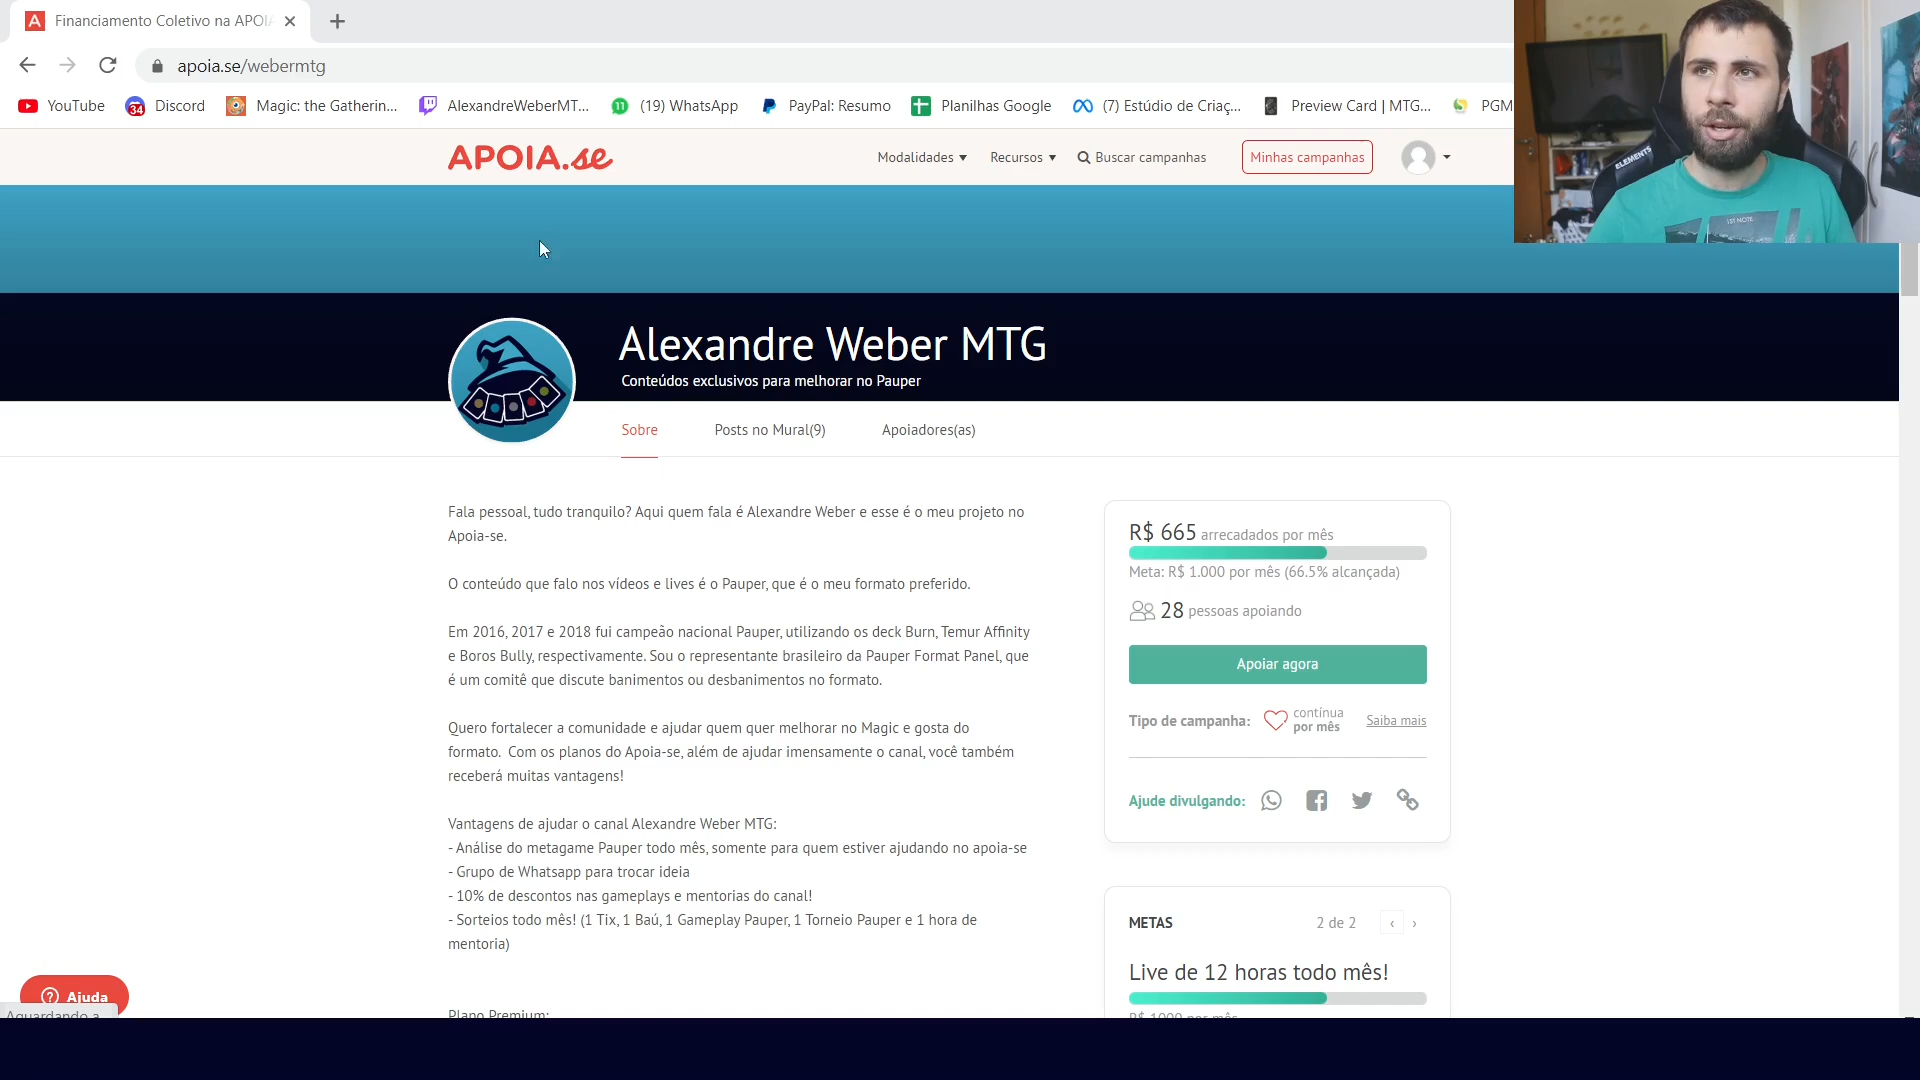 Financiamento Coletivo na APOIA
apoia.se/webermtg
YouTube
34
Discord
Magic: the Gatherin...
AlexandreWeberMT...
11
(19) WhatsApp
PayPal: Resumo
Planilhas Google
(7) Estúdio de Criaç...
Preview Card | MTG...
PGM
ELEMENTS
1ST NOTE
APOIA.se
Modalidades
Recursos
Buscar campanhas
Minhas campanhas
Alexandre Weber MTG
Conteúdos exclusivos para melhorar no Pauper
Sobre
Posts no Mural(9)
Apoiadores(as)
Fala pessoal, tudo tranquilo? Aqui quem fala é Alexandre Weber e esse é o meu projeto no
Apoia-se.
O conteúdo que falo nos vídeos e lives é o Pauper, que é o meu formato preferido.
Em 2016, 2017 e 2018 fui campeão nacional Pauper, utilizando os deck Burn, Temur Affinity
e Boros Bully, respectivamente. Sou o representante brasileiro da Pauper Format Panel, que
é um comitê que discute banimentos ou desbanimentos no formato.
Quero fortalecer a comunidade e ajudar quem quer melhorar no Magic e gosta do
formato.  Com os planos do Apoia-se, além de ajudar imensamente o canal, você também
receberá muitas vantagens!
Vantagens de ajudar o canal Alexandre Weber MTG:
- Análise do metagame Pauper todo mês, somente para quem estiver ajudando no apoia-se
- Grupo de Whatsapp para trocar ideia
- 10% de descontos nas gameplays e mentorias do canal!
- Sorteios todo mês! (1 Tix, 1 Baú, 1 Gameplay Pauper, 1 Torneio Pauper e 1 hora de
mentoria)
Plano Premium:
R$ 665 arrecadados por mês
Meta: R$ 1.000 por mês (66.5% alcançada)
28 pessoas apoiando
Apoiar agora
Tipo de campanha:
contínua
por mês
Saiba mais
Ajude divulgando:
METAS
2 de 2
Live de 12 horas todo mês!
R$ 1000 por mês
Ajuda
Aguardando a